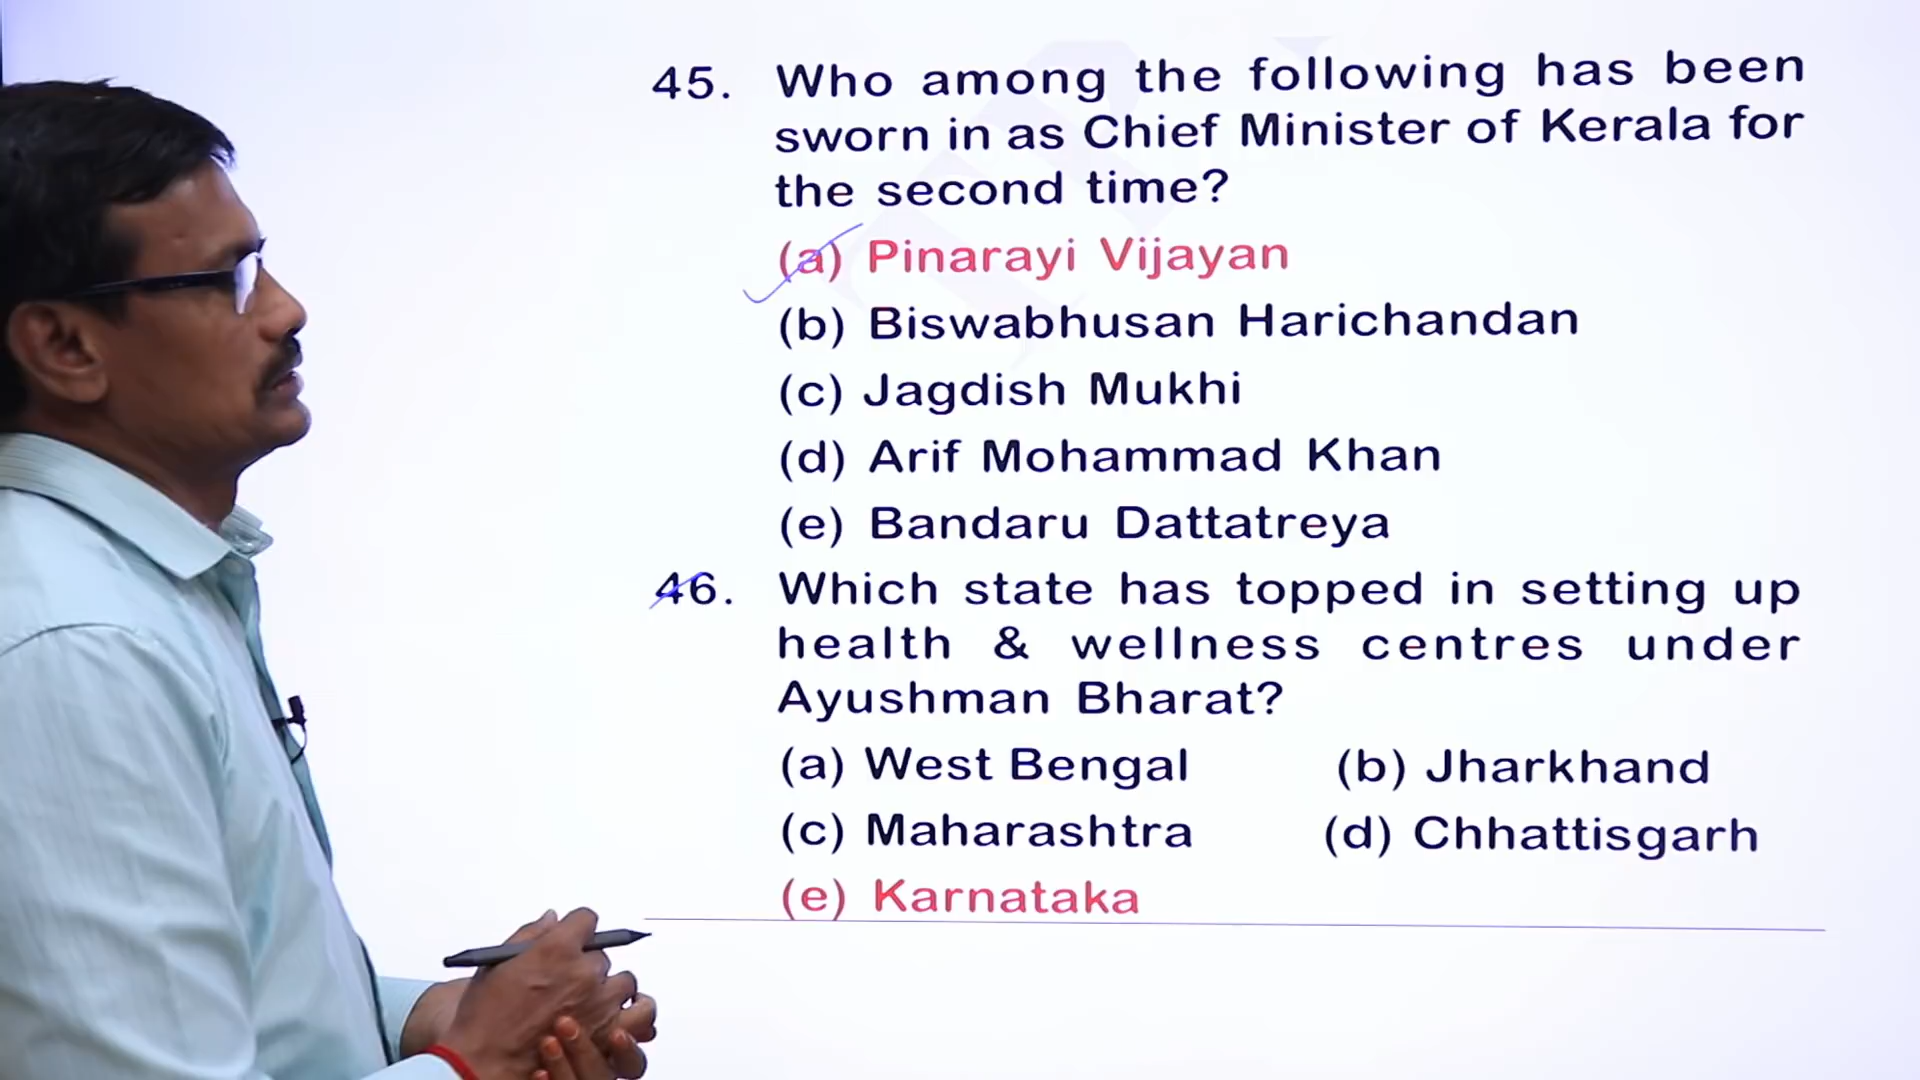 45. Who among the following has been
sworn in as Chief Minister of Kerala for
the second time?
(a) Pinarayi Vijayan
(b) Biswabhusan Harichandan
(c) Jagdish Mukhi
(d) Arif Mohammad Khan
(e) Bandaru Dattatreya
46. Which state has topped in setting up
health & wellness centres under
Ayushman Bharat?
(a) West Bengal (b) Jharkhand
(c) Maharashtra (d) Chhattisgarh
(e) Karnataka